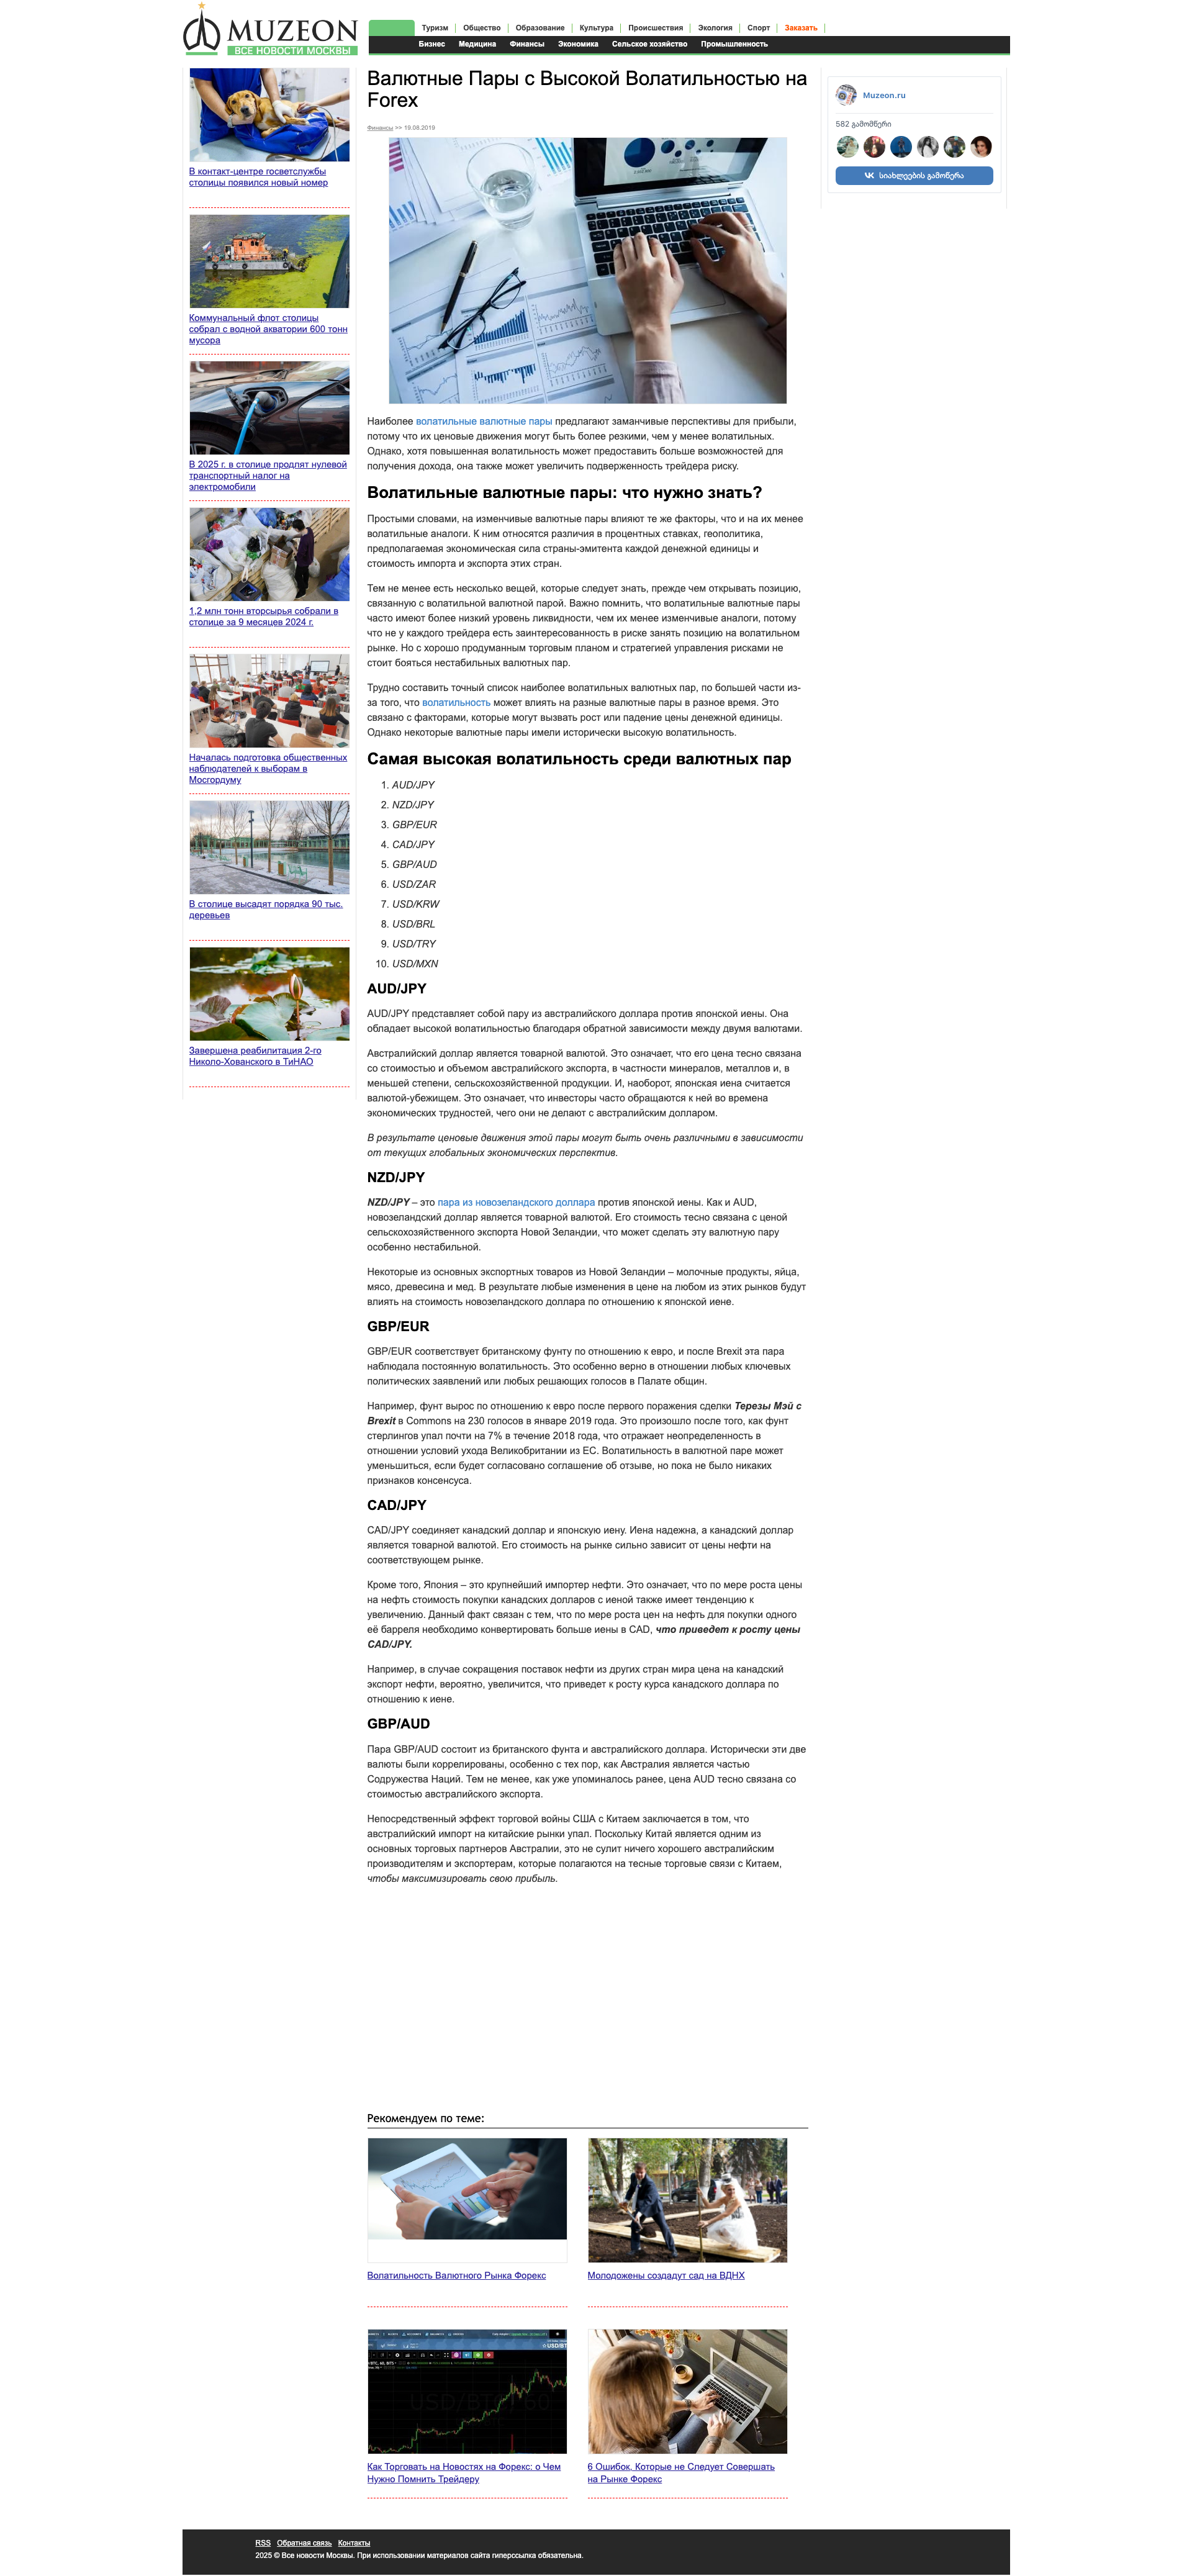 MUZEON
ВСЕ НОВОСТИ МОСКВЫ
Туризм
Общество
Образование
Культура
Происшествия
Экология
Спорт
Заказать
Бизнес
Медицина
Финансы
Экономика
Сельское хозяйство
Промышленность
В контакт-центре госветслужбы
столицы появился новый номер
Коммунальный флот столицы
собрал с водной акватории 600 тонн
мусора
В 2025 г. в столице продлят нулевой
транспортный налог на
электромобили
1,2 млн тонн вторсырья собрали в
столице за 9 месяцев 2024 г.
Началась подготовка общественных
наблюдателей к выборам в
Мосгордуму
В столице высадят порядка 90 тыс.
деревьев
Завершена реабилитация 2-го
Николо-Хованского в ТиНАО
Валютные Пары с Высокой Волатильностью на
Forex
Финансы >> 19.08.2019
Наиболее волатильные валютные пары предлагают заманчивые перспективы для прибыли,
потому что их ценовые движения могут быть более резкими, чем у менее волатильных.
Однако, хотя повышенная волатильность может предоставить больше возможностей для
получения дохода, она также может увеличить подверженность трейдера риску.
Волатильные валютные пары: что нужно знать?
Простыми словами, на изменчивые валютные пары влияют те же факторы, что и на их менее
волатильные аналоги. К ним относятся различия в процентных ставках, геополитика,
предполагаемая экономическая сила страны-эмитента каждой денежной единицы и
стоимость импорта и экспорта этих стран.
Тем не менее есть несколько вещей, которые следует знать, прежде чем открывать позицию,
связанную с волатильной валютной парой. Важно помнить, что волатильные валютные пары
часто имеют более низкий уровень ликвидности, чем их менее изменчивые аналоги, потому
что не у каждого трейдера есть заинтересованность в риске занять позицию на волатильном
рынке. Но с хорошо продуманным торговым планом и стратегией управления рисками не
стоит бояться нестабильных валютных пар.
Трудно составить точный список наиболее волатильных валютных пар, по большей части из-
за того, что волатильность может влиять на разные валютные пары в разное время. Это
связано с факторами, которые могут вызвать рост или падение цены денежной единицы.
Однако некоторые валютные пары имели исторически высокую волатильность.
Самая высокая волатильность среди валютных пар
1. AUD/JPY
2. NZD/JPY
3. GBP/EUR
4. CAD/JPY
5. GBP/AUD
6. USD/ZAR
7. USD/KRW
8. USD/BRL
9. USD/TRY
10. USD/MXN
AUD/JPY
AUD/JPY представляет собой пару из австралийского доллара против японской иены. Она
обладает высокой волатильностью благодаря обратной зависимости между двумя валютами.
Австралийский доллар является товарной валютой. Это означает, что его цена тесно связана
со стоимостью и объемом австралийского экспорта, в частности минералов, металлов и, в
меньшей степени, сельскохозяйственной продукции. И, наоборот, японская иена считается
валютой-убежищем. Это означает, что инвесторы часто обращаются к ней во времена
экономических трудностей, чего они не делают с австралийским долларом.
В результате ценовые движения этой пары могут быть очень различными в зависимости
от текущих глобальных экономических перспектив.
NZD/JPY
NZD/JPY – это пара из новозеландского доллара против японской иены. Как и AUD,
новозеландский доллар является товарной валютой. Его стоимость тесно связана с ценой
сельскохозяйственного экспорта Новой Зеландии, что может сделать эту валютную пару
особенно нестабильной.
Некоторые из основных экспортных товаров из Новой Зеландии – молочные продукты, яйца,
мясо, древесина и мед. В результате любые изменения в цене на любом из этих рынков будут
влиять на стоимость новозеландского доллара по отношению к японской иене.
GBP/EUR
GBP/EUR соответствует британскому фунту по отношению к евро, и после Brexit эта пара
наблюдала постоянную волатильность. Это особенно верно в отношении любых ключевых
политических заявлений или любых решающих голосов в Палате общин.
Например, фунт вырос по отношению к евро после первого поражения сделки Терезы Мэй с
Brexit в Commons на 230 голосов в январе 2019 года. Это произошло после того, как фунт
стерлингов упал почти на 7% в течение 2018 года, что отражает неопределенность в
отношении условий ухода Великобритании из ЕС. Волатильность в валютной паре может
уменьшиться, если будет согласовано соглашение об отзыве, но пока не было никаких
признаков консенсуса.
CAD/JPY
CAD/JPY соединяет канадский доллар и японскую иену. Иена надежна, а канадский доллар
является товарной валютой. Его стоимость на рынке сильно зависит от цены нефти на
соответствующем рынке.
Кроме того, Япония – это крупнейший импортер нефти. Это означает, что по мере роста цены
на нефть стоимость покупки канадских долларов с иеной также имеет тенденцию к
увеличению. Данный факт связан с тем, что по мере роста цен на нефть для покупки одного
её барреля необходимо конвертировать больше иены в CAD, что приведет к росту цены
CAD/JPY.
Например, в случае сокращения поставок нефти из других стран мира цена на канадский
экспорт нефти, вероятно, увеличится, что приведет к росту курса канадского доллара по
отношению к иене.
GBP/AUD
Пара GBP/AUD состоит из британского фунта и австралийского доллара. Исторически эти две
валюты были коррелированы, особенно с тех пор, как Австралия является частью
Содружества Наций. Тем не менее, как уже упоминалось ранее, цена AUD тесно связана со
стоимостью австралийского экспорта.
Непосредственный эффект торговой войны США с Китаем заключается в том, что
австралийский импорт на китайские рынки упал. Поскольку Китай является одним из
основных торговых партнеров Австралии, это не сулит ничего хорошего австралийским
производителям и экспортерам, которые полагаются на тесные торговые связи с Китаем,
чтобы максимизировать свою прибыль.
Muzeon.ru
582 გამომწერი
სიახლეების გამოწერა
Рекомендуем по теме:
Волатильность Валютного Рынка Форекс
Молодожены создадут сад на ВДНХ
Как Торговать на Новостях на Форекс: о Чем
Нужно Помнить Трейдеру
6 Ошибок, Которые не Следует Совершать
на Рынке Форекс
RSS Обратная связь Контакты
2025 © Все новости Москвы. При использовании материалов сайта гиперссылка обязательна.